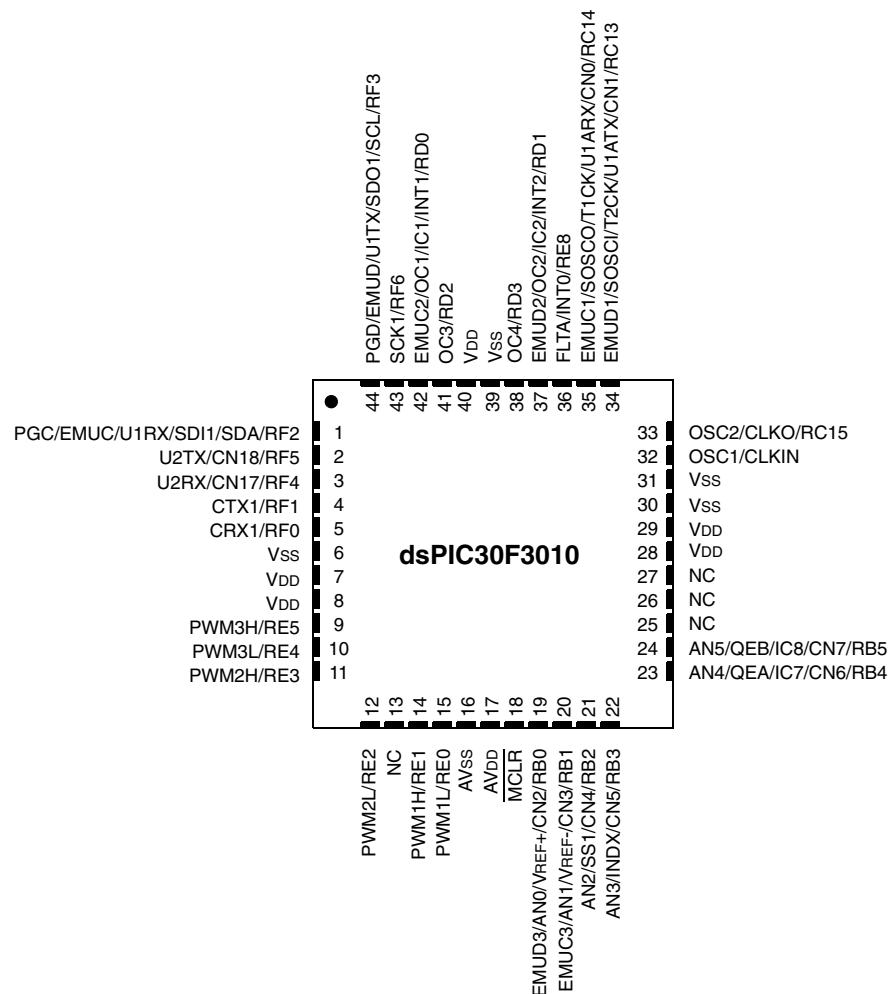 PGD/EMUD/U1TX/SDO1/SCL/RF3
SCK1/RF6
EMUC2/OC1/IC1/INT1/RD0
OC3/RD2
VDD
VSS
OC4/RD3
EMUD2/OC2/IC2/INT2/RD1
FLTA/INT0/RE8
EMUC1/SOSCO/T1CK/U1ARX/CN0/RC14
EMUD1/SOSCI/T2CK/U1ATX/CN1/RC13
44
43
42
41
40
39
38
37
36
35
34
PGC/EMUC/U1RX/SDI1/SDA/RF2 1
U2TX/CN18/RF5 2
U2RX/CN17/RF4 3
CTX1/RF1 4
CRX1/RF0 5
VSS 6
VDD 7
VDD 8
PWM3H/RE5 9
PWM3L/RE4 10
PWM2H/RE3 11
dsPIC30F3010
33 OSC2/CLKO/RC15
32 OSC1/CLKIN
31 VSS
30 VSS
29 VDD
28 VDD
27 NC
26 NC
25 NC
24 AN5/QEB/IC8/CN7/RB5
23 AN4/QEA/IC7/CN6/RB4
12
13
14
15
16
17
18
19
20
21
22
PWM2L/RE2
NC
PWM1H/RE1
PWM1L/RE0
AVSS
AVDD
MCLR
EMUD3/AN0/VREF+/CN2/RB0
EMUC3/AN1/VREF-/CN3/RB1
AN2/SS1/CN4/RB2
AN3/INDX/CN5/RB3